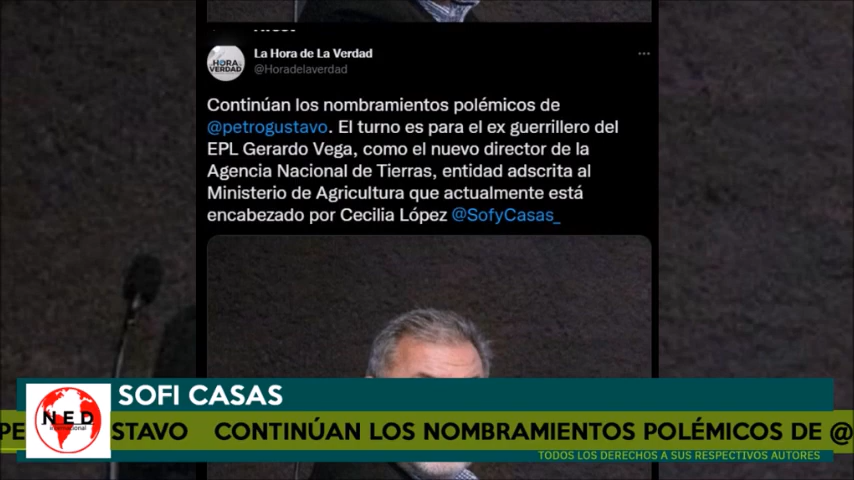 La Hora de La Verdad
@Horadelaverdad
HORA
VERDAD
Continúan los nombramientos polémicos de
@petrogustavo. El turno es para el ex guerrillero del
EPL Gerardo Vega, como el nuevo director de la
Agencia Nacional de Tierras, entidad adscrita al
Ministerio de Agricultura que actualmente está
encabezado por Cecilia López @SofyCasas_
SOFI CASAS
NED
PE STAVO CONTINÚAN LOS NOMBRAMIENTOS POLÉMICOS DE @
TODOS LOS DERECHOS A SUS RESPECTIVOS AUTORES